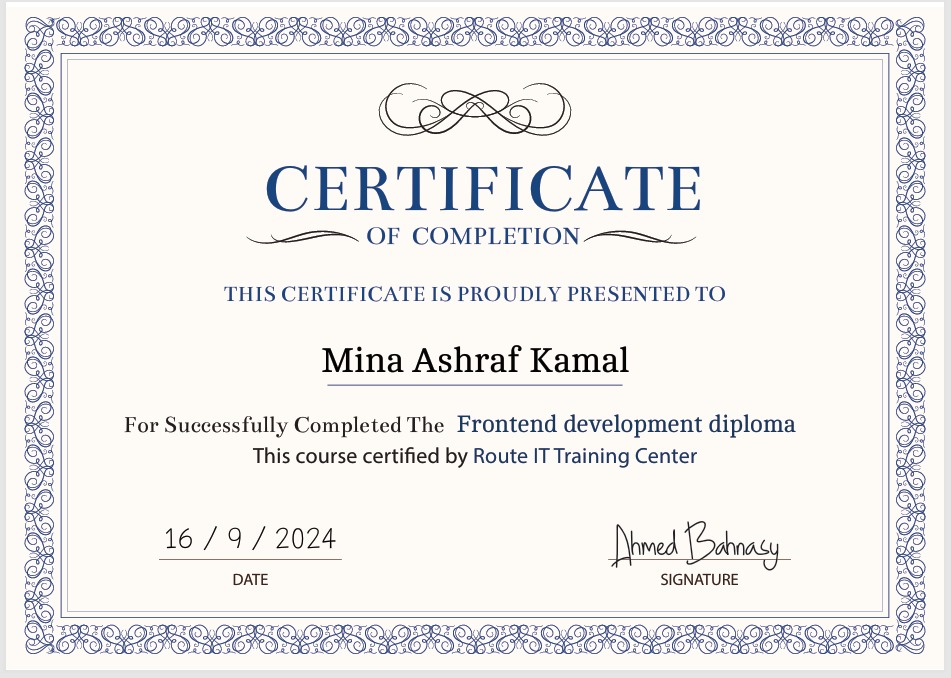 CERTIFICATE
OF COMPLETION
THIS CERTIFICATE IS PROUDLY PRESENTED TO
Mina Ashraf Kamal
For Successfully Completed The Frontend development diploma
This course certified by Route IT Training Center
16 / 9 / 2024
DATE
Ahmed Bahnasy
SIGNATURE